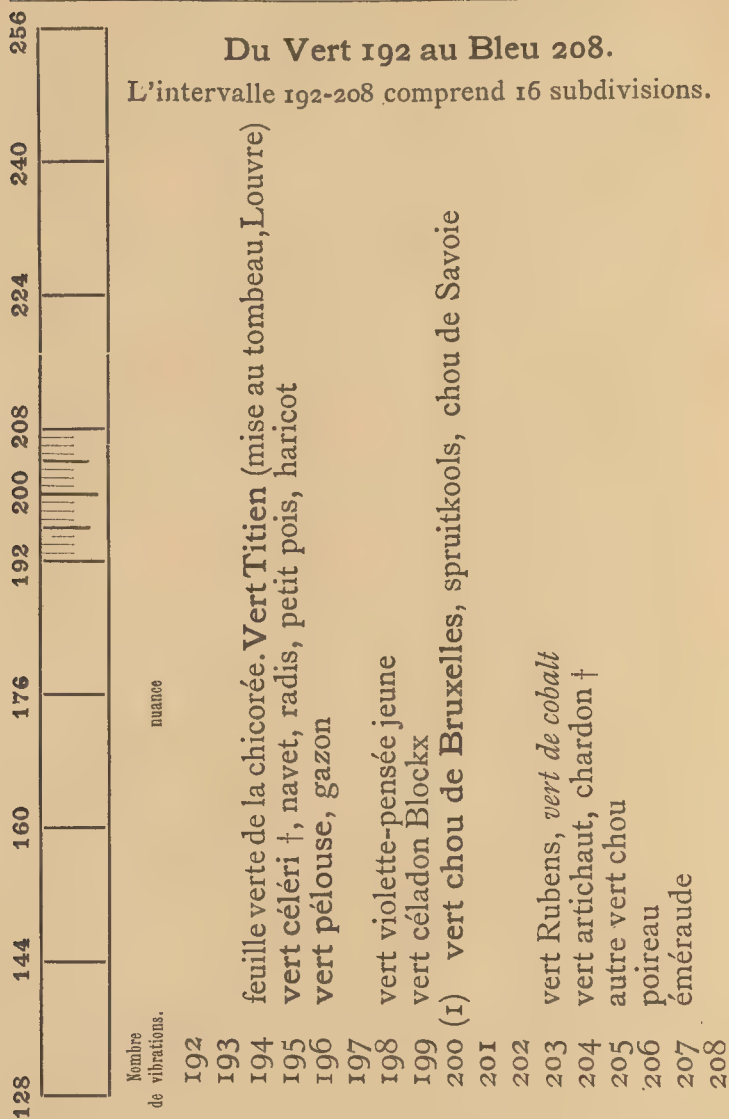 Du Vert 192 au Bleu 208.
L'intervalle 192-208 comprend 16 subdivisions.
128 144 160 176 192 200 208 224 240 256
Nombre de vibrations. nuance
192
193
194 feuille verte de la chicorée. Vert Titien (mise au tombeau, Louvre)
195 vert céléri †, navet, radis, petit pois, haricot
196 vert pélouse, gazon
197
198 vert violette-pensée jeune
199 vert céladon Blockx
200 (1) vert chou de Bruxelles, spruitkools, chou de Savoie
201
202
203 vert Rubens, vert de cobalt
204 vert artichaut, chardon †
205 autre vert chou
206 poireau
207 éméraude
208